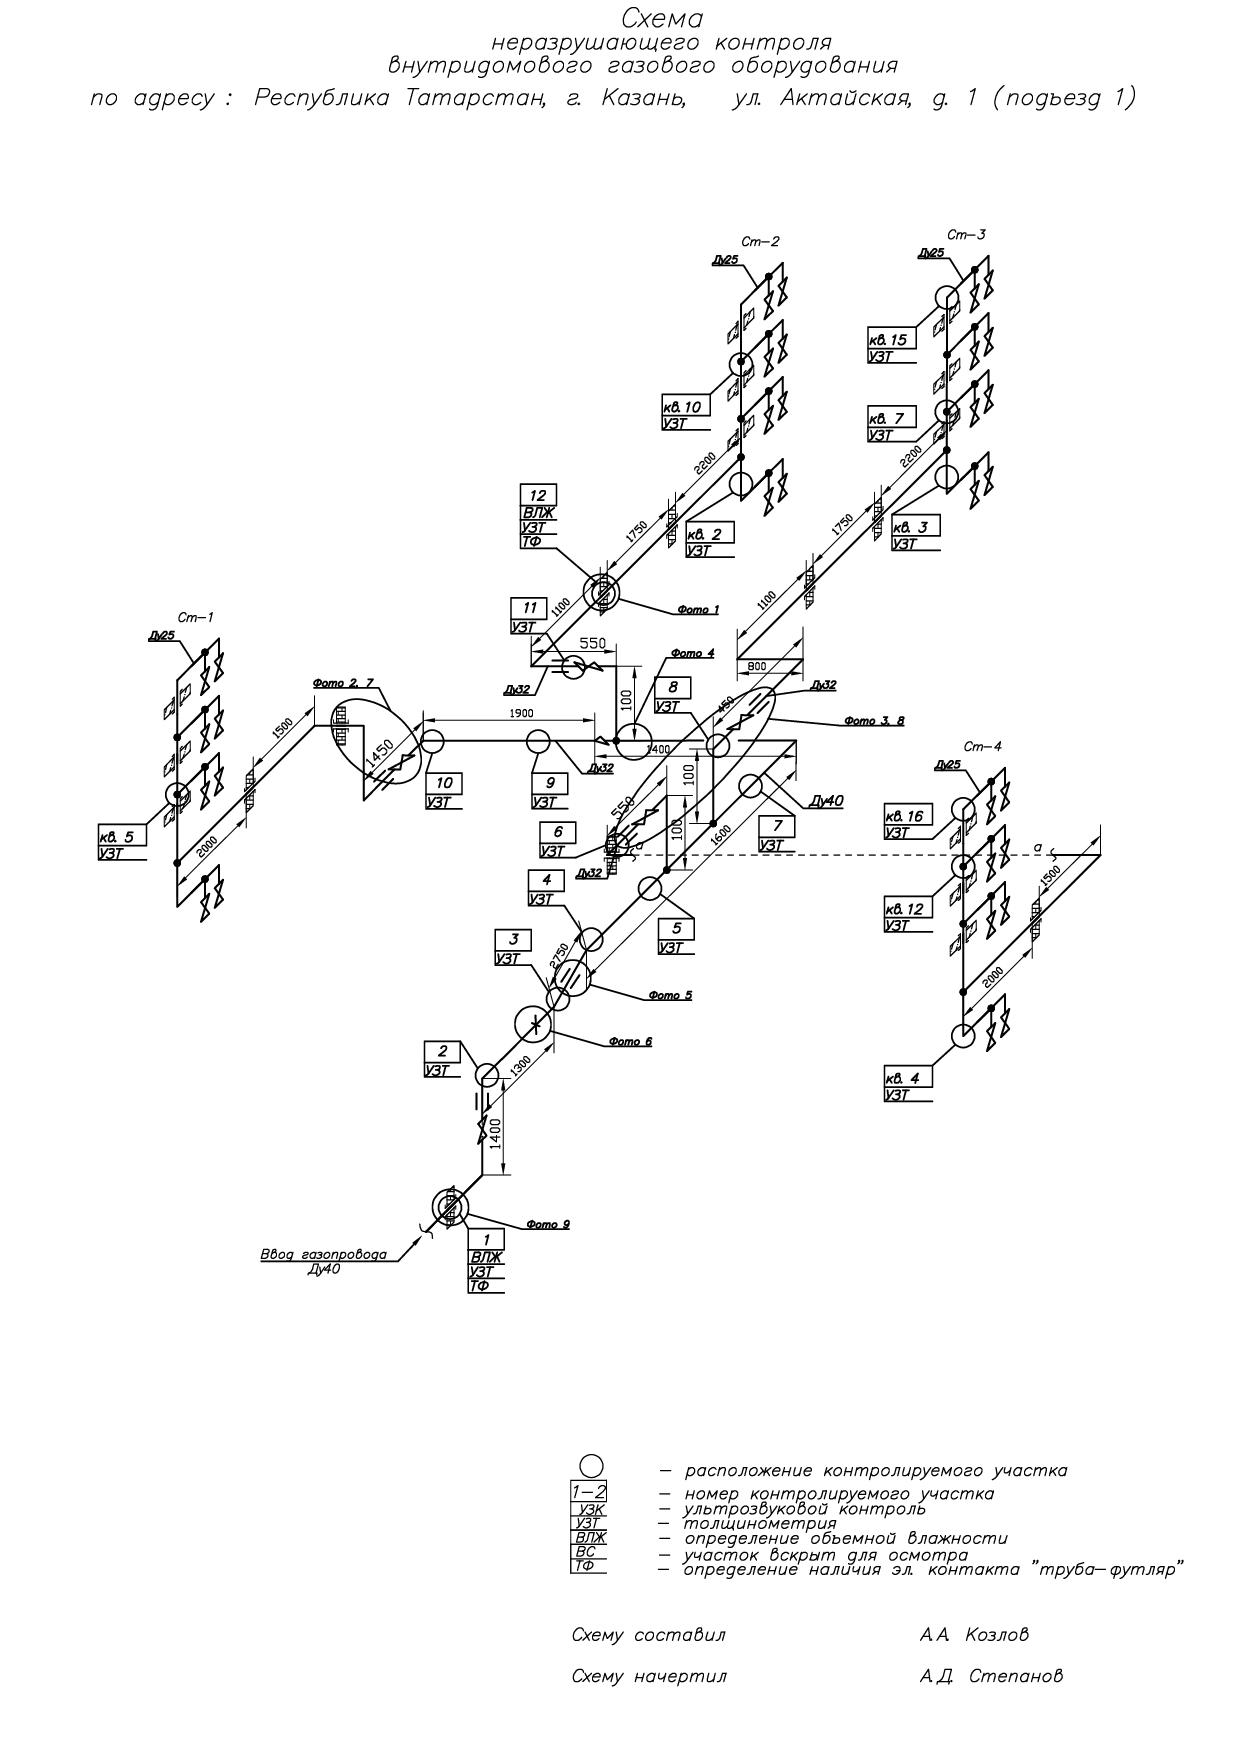 Схема
неразрушающего контроля
внутридомового газового оборудования
по адресу : Республика Татарстан, г. Казань, ул. Актайская, д. 1 (подъезд 1)
Ст-3
Ст-2
Ду25
Ду25
кв. 15
УЗТ
кв. 10
УЗТ
кв. 7
УЗТ
2200
2200
12
ВЛЖ
УЗТ
ТФ
1750
1750
кв. 2
УЗТ
кв. 3
УЗТ
1100
1100
11
УЗТ
Фото 1
Ст-1
Ду25
550
Фото 4
800
Ду32
100
8
УЗТ
450
Ду32
Фото 2, 7
Фото 3, 8
1900
1500
1450
1400
Ст-4
Ду25
Ду32
100
10
УЗТ
9
УЗТ
Ду40
550
кв. 16
УЗТ
кв. 5
УЗТ
2000
6
УЗТ
100
1600
7
УЗТ
а
а
Ду32
1500
4
УЗТ
кв. 12
УЗТ
5
УЗТ
3
УЗТ
2750
2000
Фото 5
Фото 6
2
УЗТ
1300
кв. 4
УЗТ
1400
Фото 9
1
ВЛЖ
УЗТ
ТФ
Ввод газопровода
Ду40
– расположение контролируемого участка
1-2 – номер контролируемого участка
УЗК – ультрозвуковой контроль
УЗТ – толщинометрия
ВЛЖ – определение объемной влажности
ВС – участок вскрыт для осмотра
ТФ – определение наличия эл. контакта "труба-футляр"
Схему составил А.А. Козлов
Схему начертил А.Д. Степанов